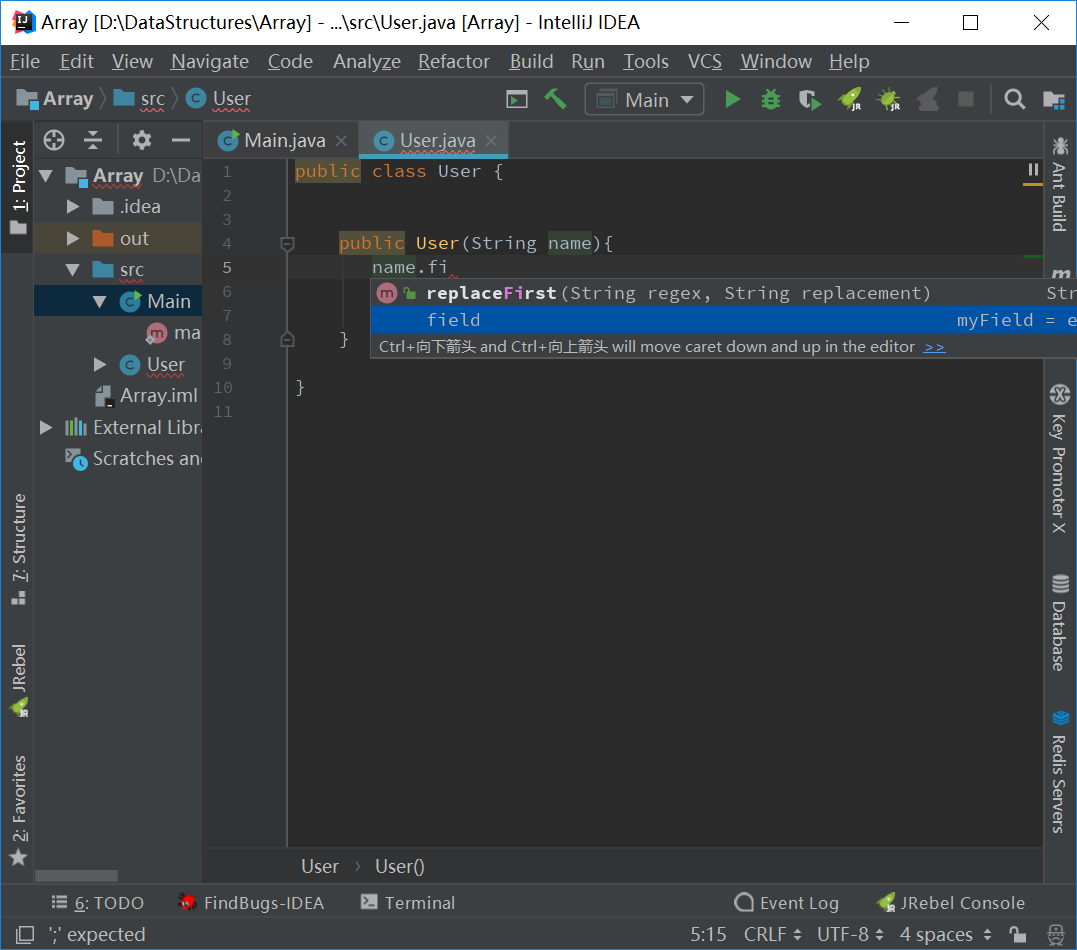 Array [D:\DataStructures\Array] - ...\src\User.java [Array] - IntelliJ IDEA
File Edit View Navigate Code Analyze Refactor Build Run Tools VCS Window Help
Array src User Main
1: Project
Main.java User.java
Array D:\Da
.idea
out
src
Main
ma
User
Array.iml
External Libra
Scratches and
1 public class User {
2
3
4 public User(String name){
5 name.fi
6
7
8 }
9
10 }
11
replaceFirst(String regex, String replacement) Str
field myField = e
Ctrl+向下箭头 and Ctrl+向上箭头 will move caret down and up in the editor >>
Ant Build
m
Key Promoter X
Database
Redis Servers
7: Structure
JRebel
2: Favorites
User User()
6: TODO FindBugs-IDEA Terminal Event Log JRebel Console
';' expected 5:15 CRLF UTF-8 4 spaces